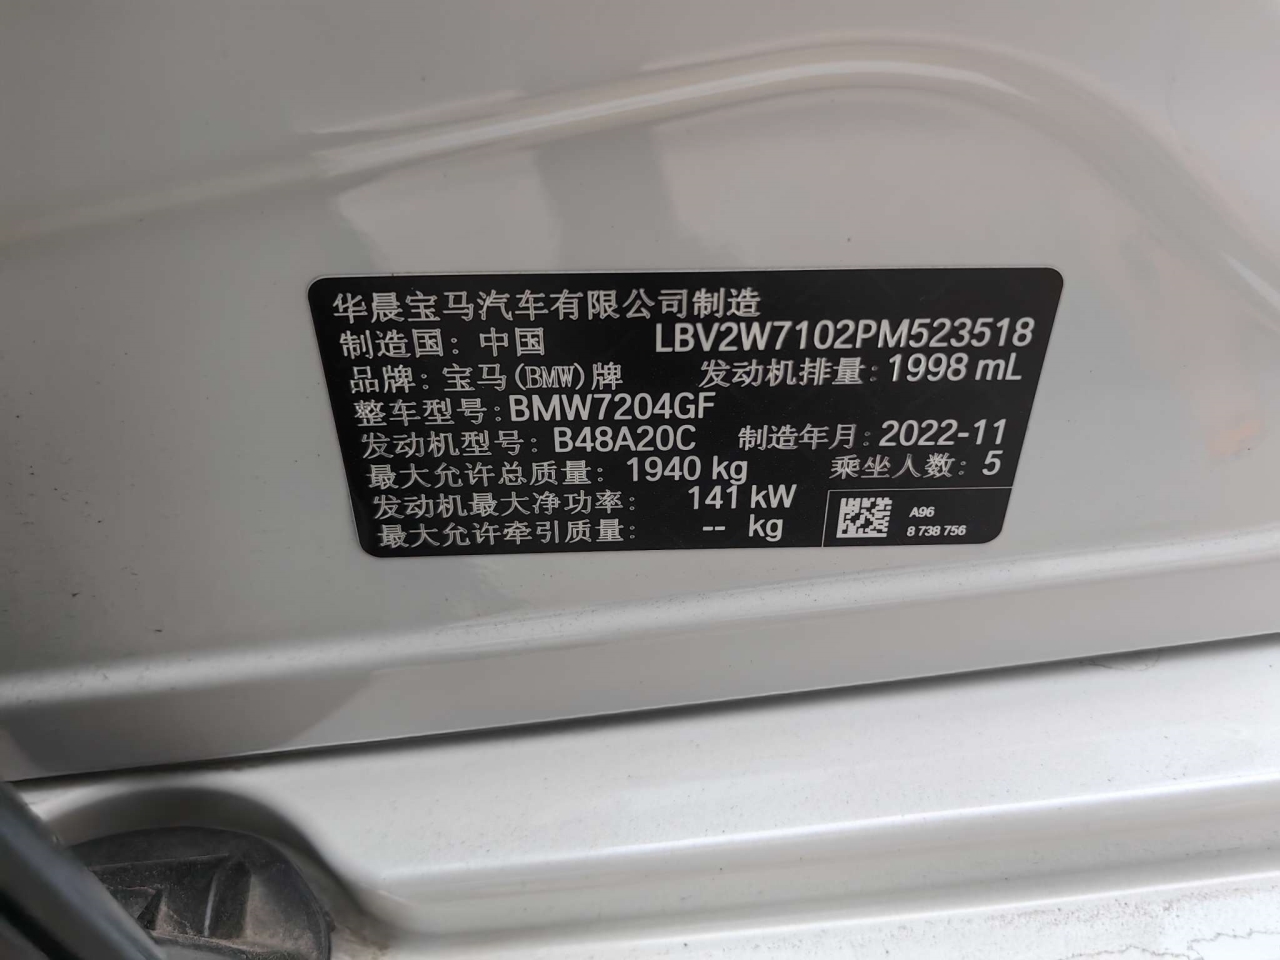 华晨宝马汽车有限公司制造
制造国：中国 LBV2W7102PM523518
品牌：宝马(BMW)牌 发动机排量：1998 mL
整车型号：BMW7204GF
发动机型号：B48A20C 制造年月：2022-11
最大允许总质量：1940 kg 乘坐人数：5
发动机最大净功率：141 kW
最大允许牵引质量：-- kg
A96
8 738 756